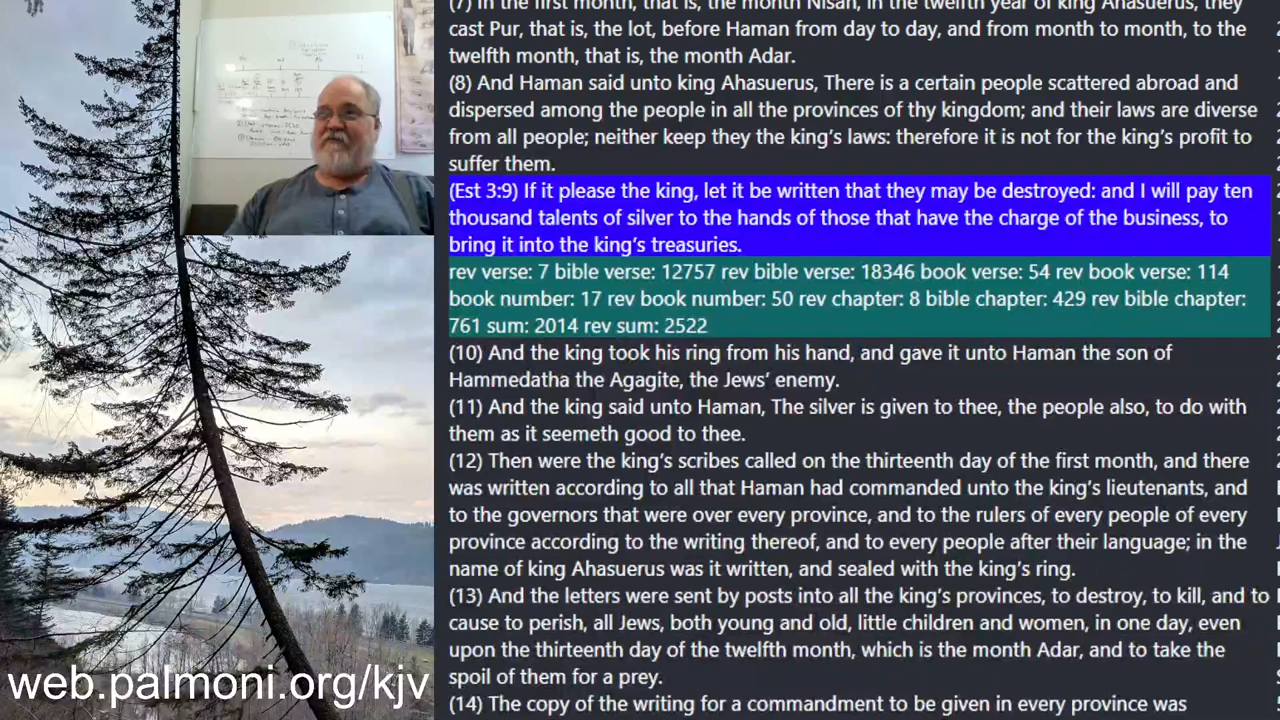 (7) In the first month, that is, the month Nisan, in the twelfth year of king Ahasuerus, they
cast Pur, that is, the lot, before Haman from day to day, and from month to month, to the
twelfth month, that is, the month Adar.
(8) And Haman said unto king Ahasuerus, There is a certain people scattered abroad and
dispersed among the people in all the provinces of thy kingdom; and their laws are diverse
from all people; neither keep they the king’s laws: therefore it is not for the king’s profit to
suffer them.
(Est 3:9) If it please the king, let it be written that they may be destroyed: and I will pay ten
thousand talents of silver to the hands of those that have the charge of the business, to
bring it into the king’s treasuries.
rev verse: 7 bible verse: 12757 rev bible verse: 18346 book verse: 54 rev book verse: 114
book number: 17 rev book number: 50 rev chapter: 8 bible chapter: 429 rev bible chapter:
761 sum: 2014 rev sum: 2522
(10) And the king took his ring from his hand, and gave it unto Haman the son of
Hammedatha the Agagite, the Jews’ enemy.
(11) And the king said unto Haman, The silver is given to thee, the people also, to do with
them as it seemeth good to thee.
(12) Then were the king’s scribes called on the thirteenth day of the first month, and there
was written according to all that Haman had commanded unto the king’s lieutenants, and
to the governors that were over every province, and to the rulers of every people of every
province according to the writing thereof, and to every people after their language; in the
name of king Ahasuerus was it written, and sealed with the king’s ring.
(13) And the letters were sent by posts into all the king’s provinces, to destroy, to kill, and to
cause to perish, all Jews, both young and old, little children and women, in one day, even
upon the thirteenth day of the twelfth month, which is the month Adar, and to take the
spoil of them for a prey.
(14) The copy of the writing for a commandment to be given in every province was
web.palmoni.org/kjv